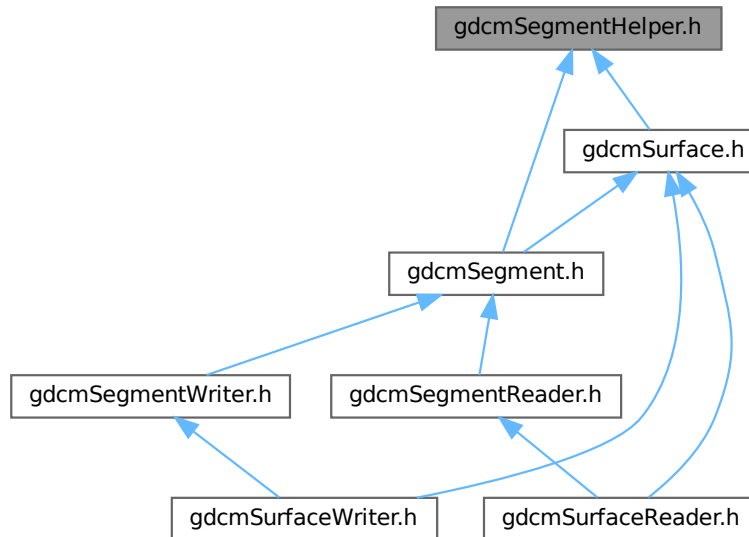 gdcmSegmentHelper.h
gdcmSurface.h
gdcmSegment.h
gdcmSegmentWriter.h
gdcmSegmentReader.h
gdcmSurfaceWriter.h
gdcmSurfaceReader.h